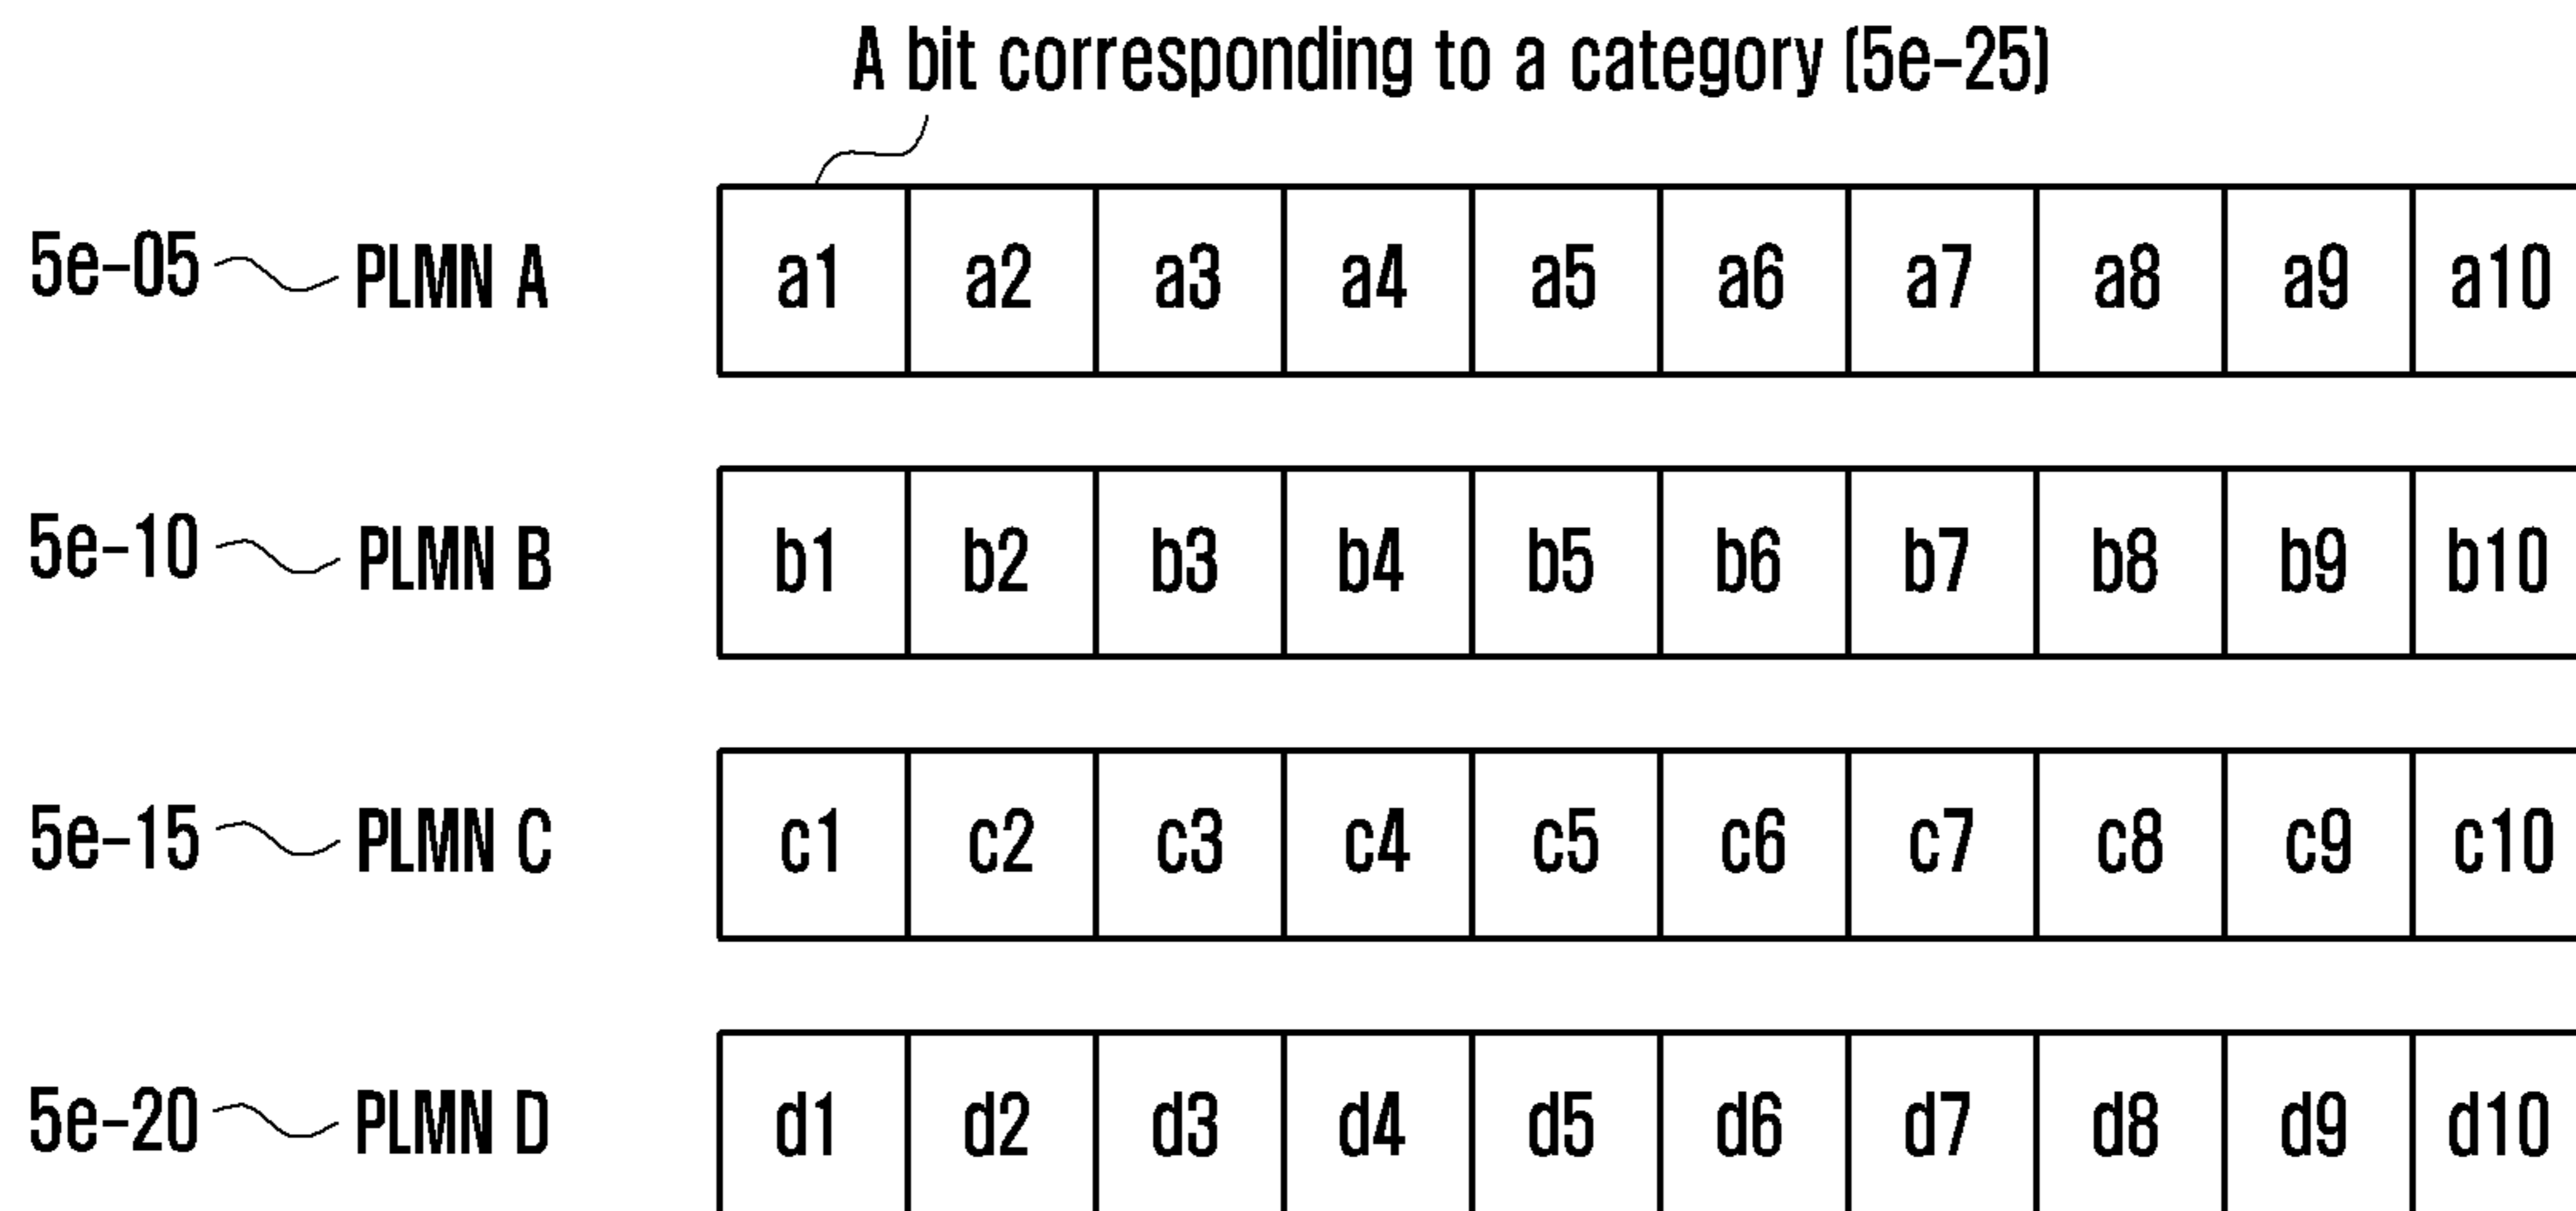 A bit corresponding to a category (5e-25)
5e-05 PLMN A a1 a2 a3 a4 a5 a6 a7 a8 a9 a10
5e-10 PLMN B b1 b2 b3 b4 b5 b6 b7 b8 b9 b10
5e-15 PLMN C c1 c2 c3 c4 c5 c6 c7 c8 c9 c10
5e-20 PLMN D d1 d2 d3 d4 d5 d6 d7 d8 d9 d10